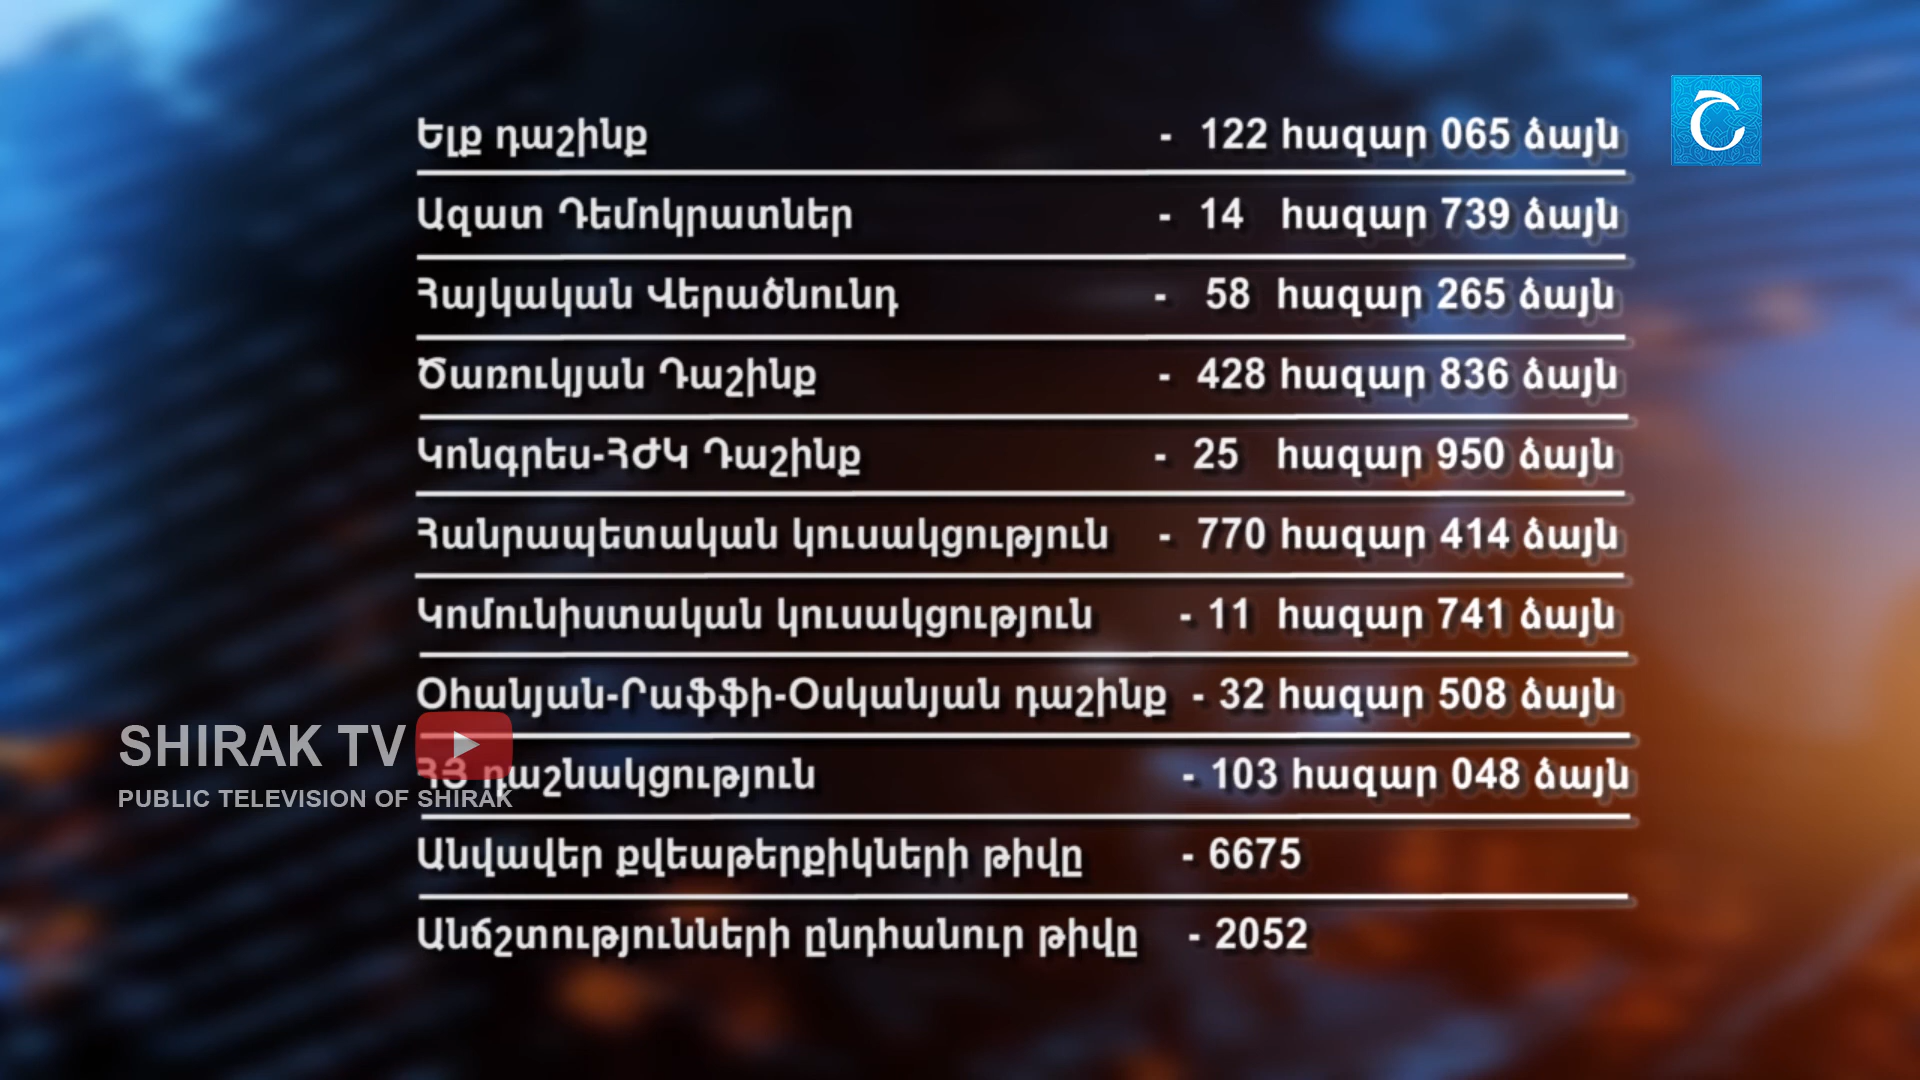 Ելք դաշինք - 122 հազար 065 ձայն
Ազատ Դեմոկրատներ - 14 հազար 739 ձայն
Հայկական Վերածնունդ - 58 հազար 265 ձայն
Ծառուկյան Դաշինք - 428 հազար 836 ձայն
Կոնգրես-ՀԺԿ Դաշինք - 25 հազար 950 ձայն
Հանրապետական կուսակցություն - 770 հազար 414 ձայն
Կոմունիստական կուսակցություն - 11 հազար 741 ձայն
Օհանյան-Րաֆֆի-Օսկանյան դաշինք - 32 հազար 508 ձայն
SHIRAK TV
ՀՅ դաշնակցություն - 103 հազար 048 ձայն
PUBLIC TELEVISION OF SHIRAK
Անվավեր քվեաթերքիկների թիվը - 6675
Անճշտությունների ընդհանուր թիվը - 2052